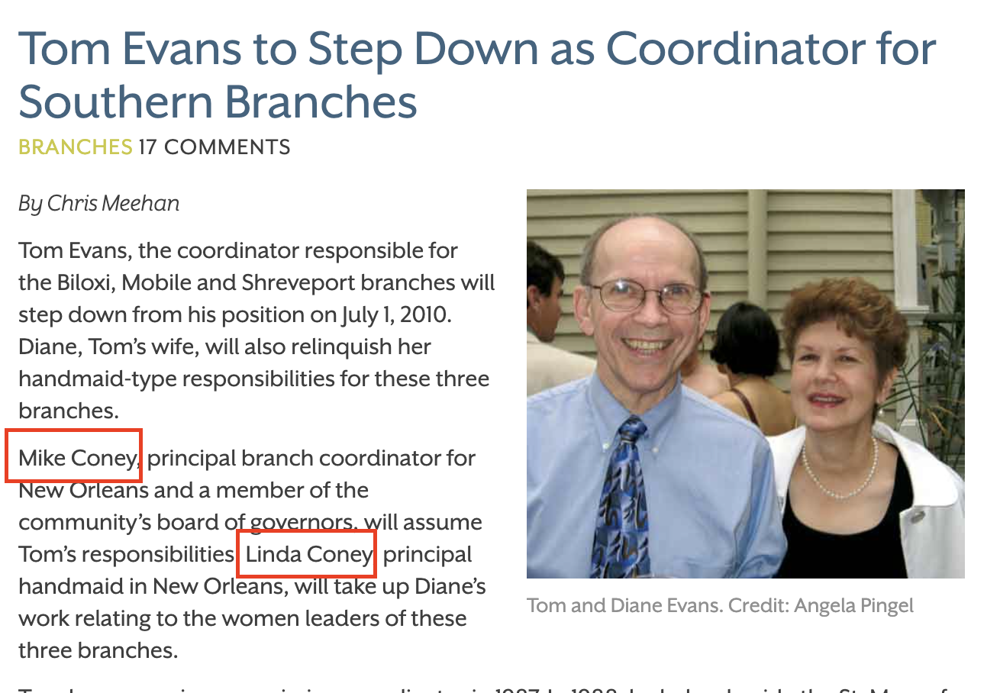 Tom Evans to Step Down as Coordinator for
Southern Branches
BRANCHES 17 COMMENTS
By Chris Meehan
Tom Evans, the coordinator responsible for
the Biloxi, Mobile and Shreveport branches will
step down from his position on July 1, 2010.
Diane, Tom’s wife, will also relinquish her
handmaid-type responsibilities for these three
branches.
Mike Coney, principal branch coordinator for
New Orleans and a member of the
community’s board of governors, will assume
Tom’s responsibilities Linda Coney principal
handmaid in New Orleans, will take up Diane’s
work relating to the women leaders of these
three branches.
Tom and Diane Evans. Credit: Angela Pingel